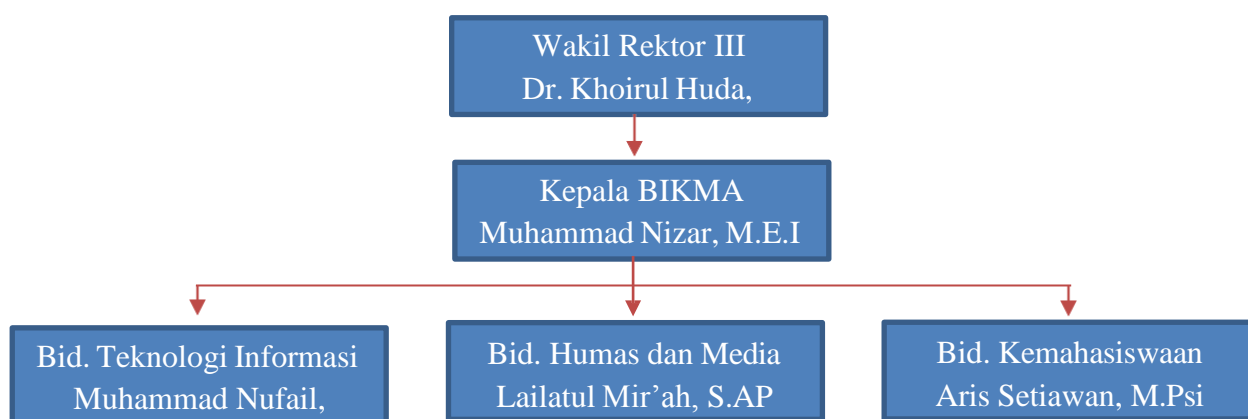 Wakil Rektor III
Dr. Khoirul Huda,
Kepala BIKMA
Muhammad Nizar, M.E.I
Bid. Teknologi Informasi
Muhammad Nufail,
Bid. Humas dan Media
Lailatul Mir’ah, S.AP
Bid. Kemahasiswaan
Aris Setiawan, M.Psi